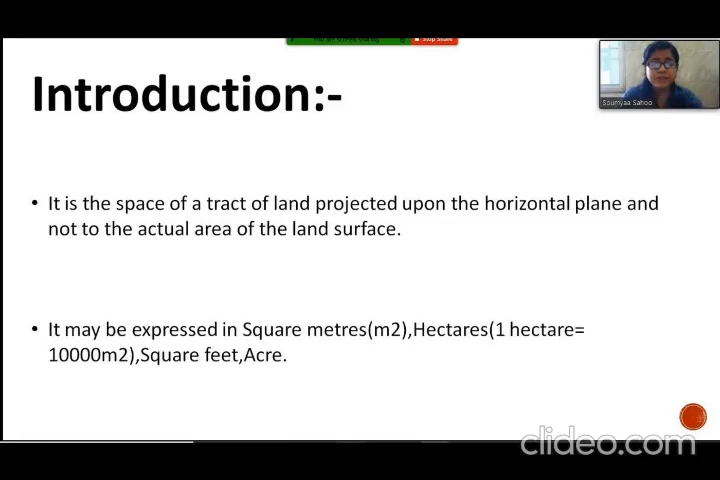 Stop Share
Introduction:-
Soumyaa Sahoo
• It is the space of a tract of land projected upon the horizontal plane and
not to the actual area of the land surface.
• It may be expressed in Square metres(m2),Hectares(1 hectare=
10000m2),Square feet,Acre.
clideo.com